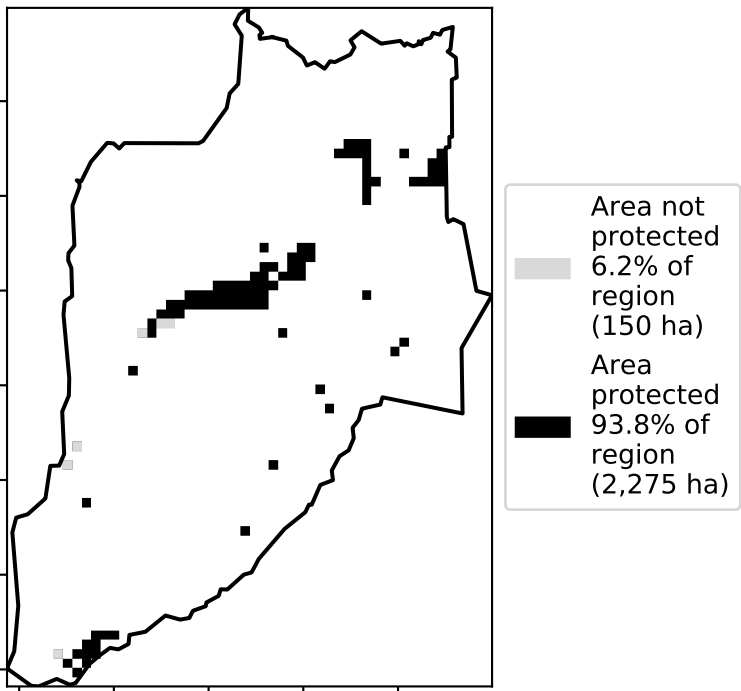 Area not
protected
6.2% of
region
(150 ha)
Area
protected
93.8% of
region
(2,275 ha)